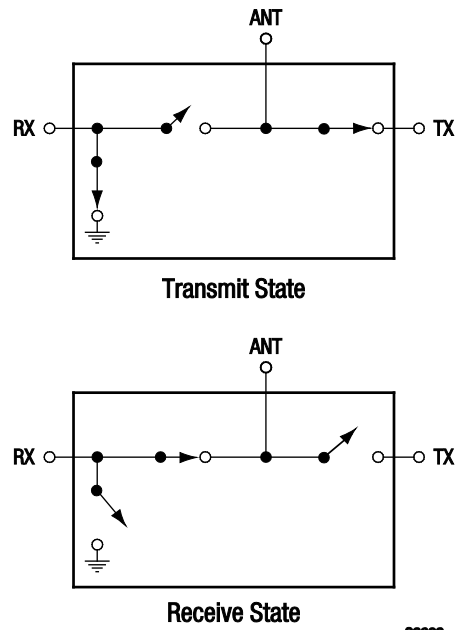 ANT
RX
TX
Transmit State
ANT
RX
TX
Receive State